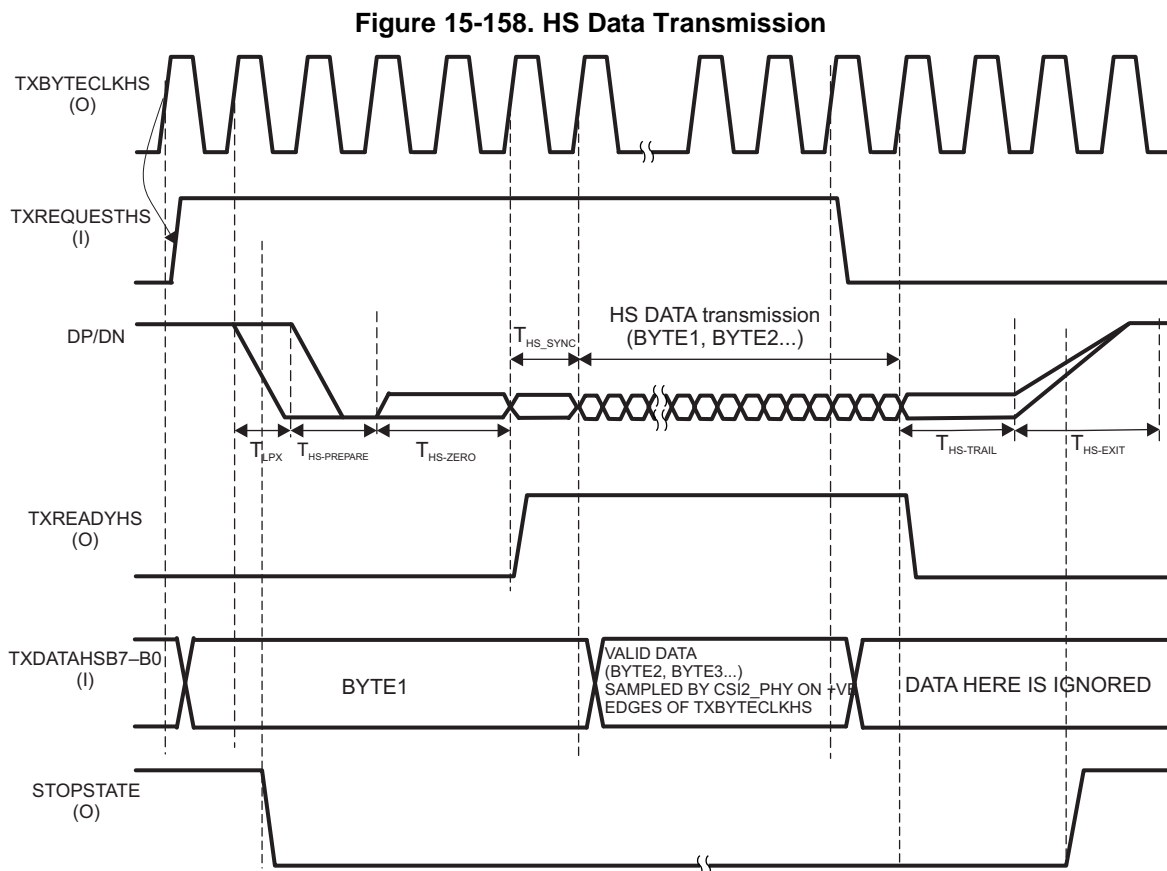 Figure 15-158. HS Data Transmission
TXBYTECLKHS
(O)
TXREQUESTHS
(I)
DP/DN
HS DATA transmission
(BYTE1, BYTE2...)
THS_SYNC
TLPX
THS-PREPARE
THS-ZERO
THS-TRAIL
THS-EXIT
TXREADYHS
(O)
TXDATAHSB7–B0
(I)
BYTE1
VALID DATA
(BYTE2, BYTE3...)
SAMPLED BY CSI2_PHY ON +VE
EDGES OF TXBYTECLKHS
DATA HERE IS IGNORED
STOPSTATE
(O)